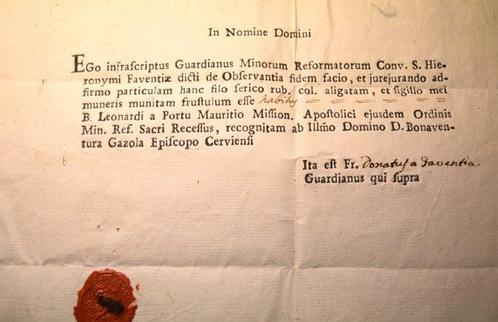 In Nomine Domini
EGo infrascriptus Guardianus Minorum Reformatorum Conv. S. Hie-
ronymi Faventiæ dicti de Observantia fidem facio, et jurejurando ad-
firmo particulam hanc filo serico rub. col. aligatam, et sigillo mei
muneris munitam frustulum esse habitus
B. Leonardi a Portu Mauritio Mission. Apostolici ejusdem Ordinis
Min. Ref. Sacri Recessus, recognitam ab Illmo Domino D. Bonaven-
tura Gazola Episcopo Cerviensi
Ita est Fr. Donatus a Faventia
Guardianus qui supra